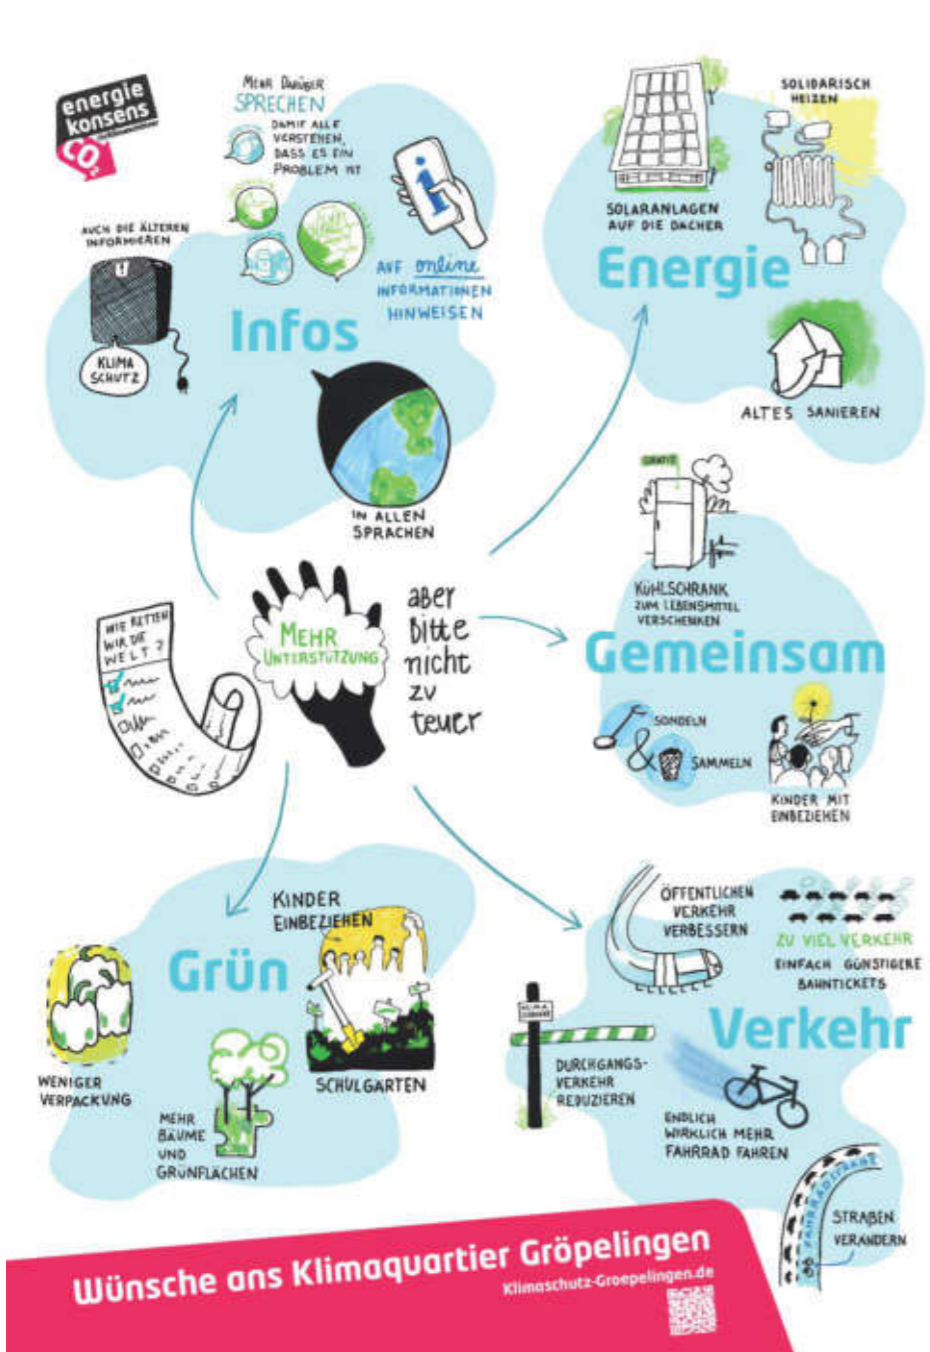 energie
konsens
CO₂
MEHR DARÜBER
SPRECHEN
DAMIT ALLE
VERSTEHEN,
DASS ES EIN
PROBLEM IST
AUCH DIE ÄLTEREN
INFORMIEREN
KLIMA
SCHUTZ
i
AUF online
INFORMATIONEN
HINWEISEN
Infos
IN ALLEN
SPRACHEN
SOLIDARISCH
HEIZEN
SOLARANLAGEN
AUF DIE DÄCHER
Energie
ALTES SANIEREN
WIE RETTEN
WIR DIE
WELT?
MEHR
UNTERSTÜTZUNG
aber
bitte
nicht
zu
teuer
GRATIS
KÜHLSCHRANK
ZUM LEBENSMITTEL
VERSCHENKEN
Gemeinsam
SONDELN
&
SAMMELN
KINDER MIT
EINBEZIEHEN
KINDER
EINBEZIEHEN
Grün
SCHULGARTEN
WENIGER
VERPACKUNG
MEHR
BÄUME
UND
GRÜNFLÄCHEN
ÖFFENTLICHEN
VERKEHR
VERBESSERN
ZU VIEL VERKEHR
EINFACH GÜNSTIGERE
BAHNTICKETS
Verkehr
DURCHGANGS-
VERKEHR
REDUZIEREN
ENDLICH
WIRKLICH MEHR
FAHRRAD FAHREN
FAHRRADSTRAßE
STRAßEN
VERÄNDERN
Wünsche ans Klimaquartier Gröpelingen
Klimaschutz-Groepelingen.de